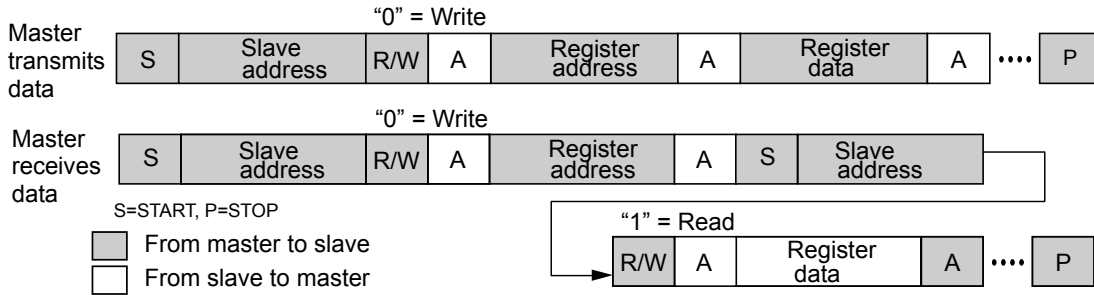 “0” = Write
Master transmits data
S Slave address R/W A Register address A Register data A •••• P
“0” = Write
Master receives data
S Slave address R/W A Register address A S Slave address
S=START, P=STOP
“1” = Read
From master to slave
R/W A Register data A •••• P
From slave to master